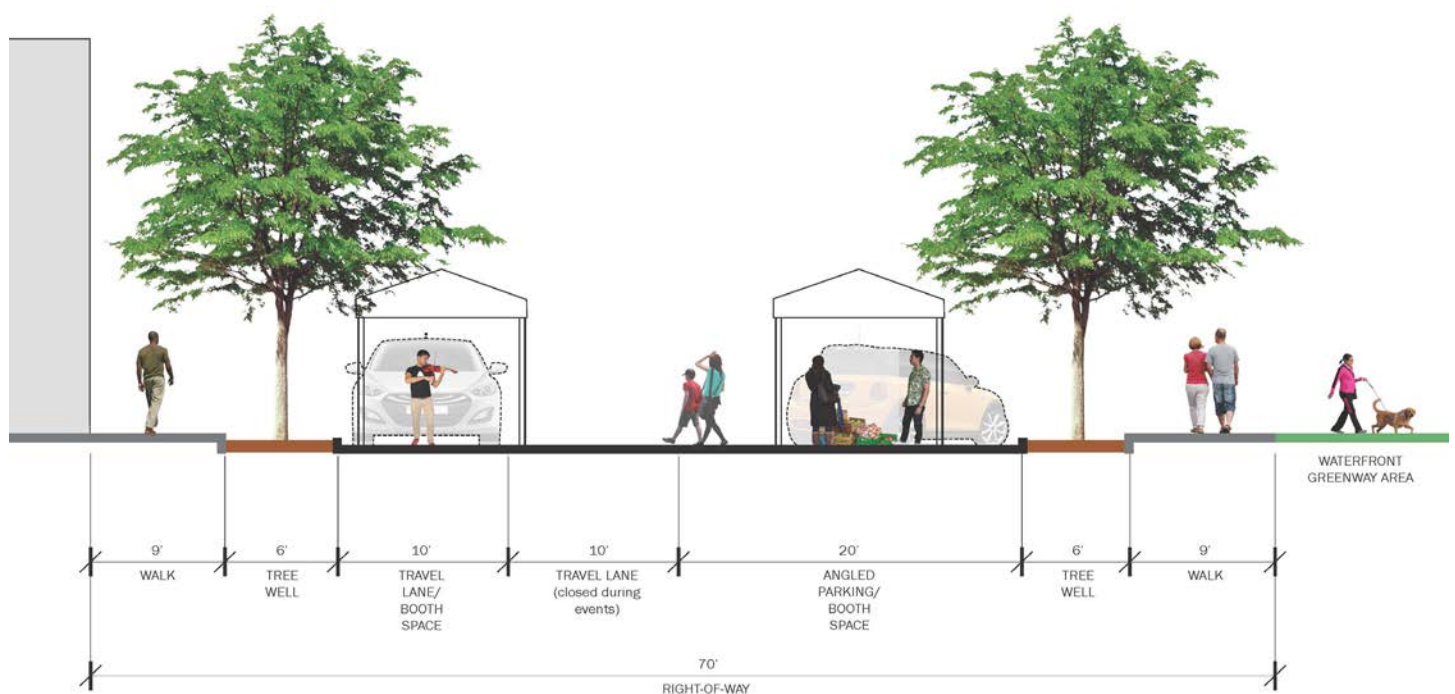 WATERFRONT
GREENWAY AREA
9'
WALK
6'
TREE
WELL
10'
TRAVEL
LANE/
BOOTH
SPACE
10'
TRAVEL LANE
(closed during
events)
20'
ANGLED
PARKING/
BOOTH
SPACE
6'
TREE
WELL
9'
WALK
70'
RIGHT-OF-WAY